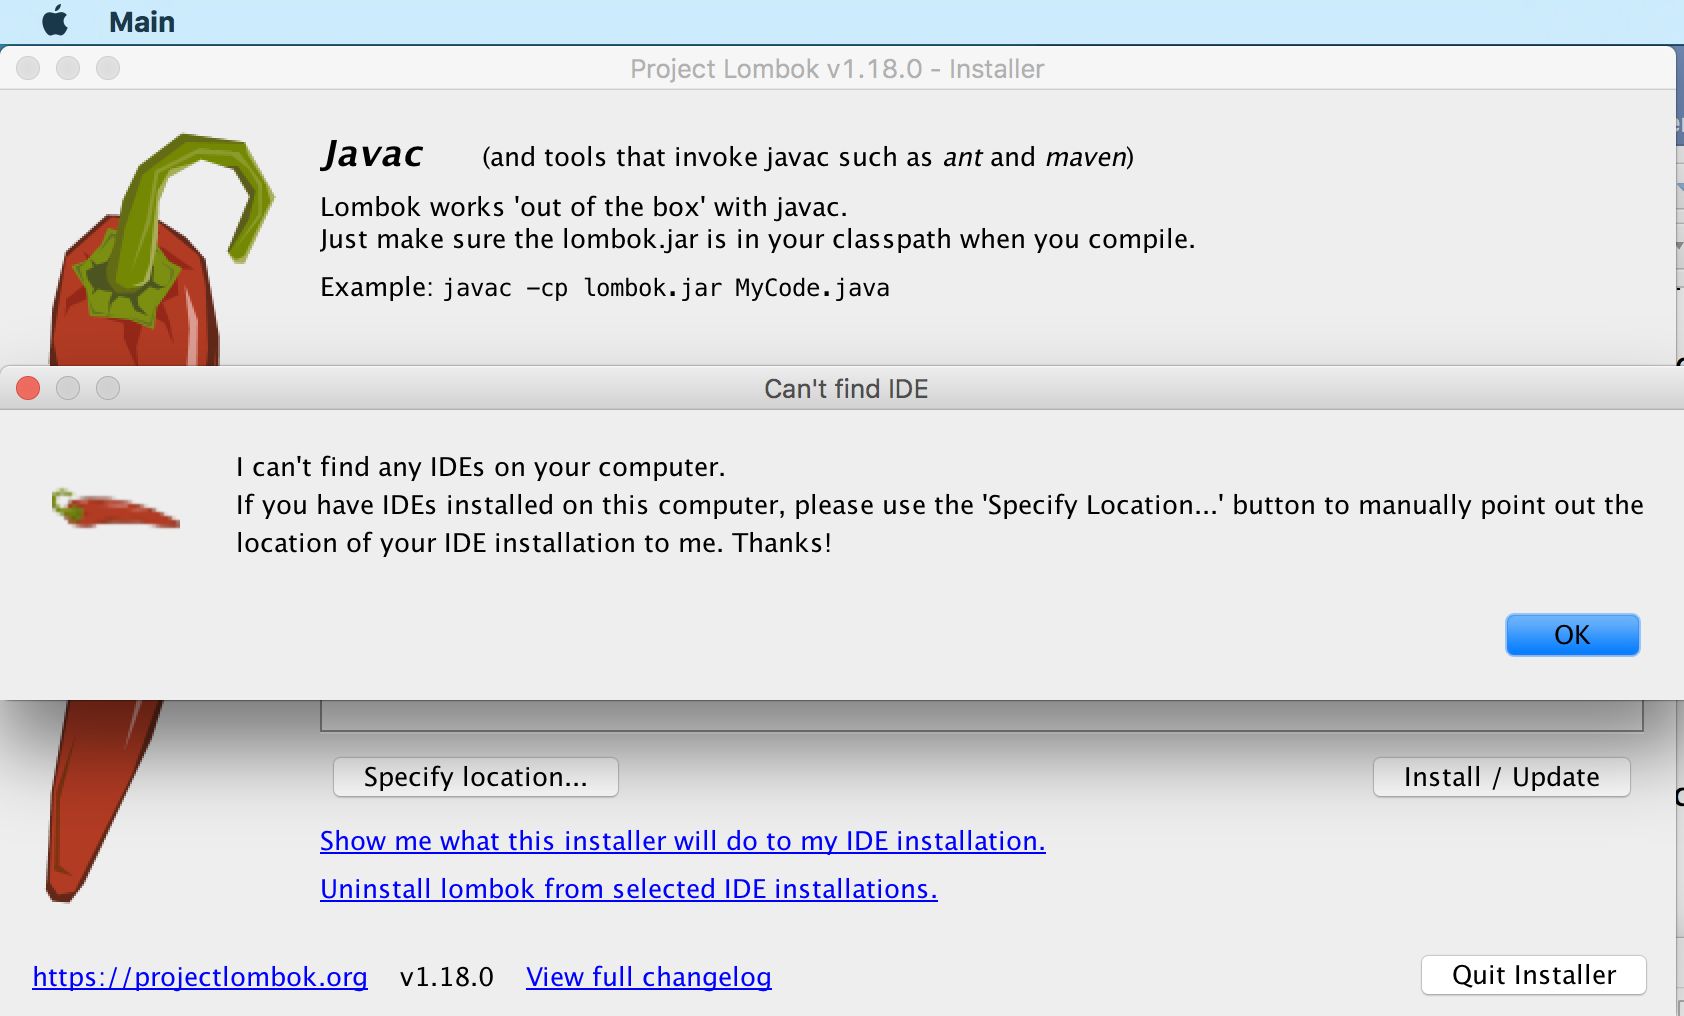 Main
Project Lombok v1.18.0 - Installer
Javac (and tools that invoke javac such as ant and maven)
Lombok works 'out of the box' with javac.
Just make sure the lombok.jar is in your classpath when you compile.
Example: javac -cp lombok.jar MyCode.java
Can't find IDE
I can't find any IDEs on your computer.
If you have IDEs installed on this computer, please use the 'Specify Location...' button to manually point out the
location of your IDE installation to me. Thanks!
OK
Specify location... Install / Update
Show me what this installer will do to my IDE installation.
Uninstall lombok from selected IDE installations.
https://projectlombok.org v1.18.0 View full changelog Quit Installer